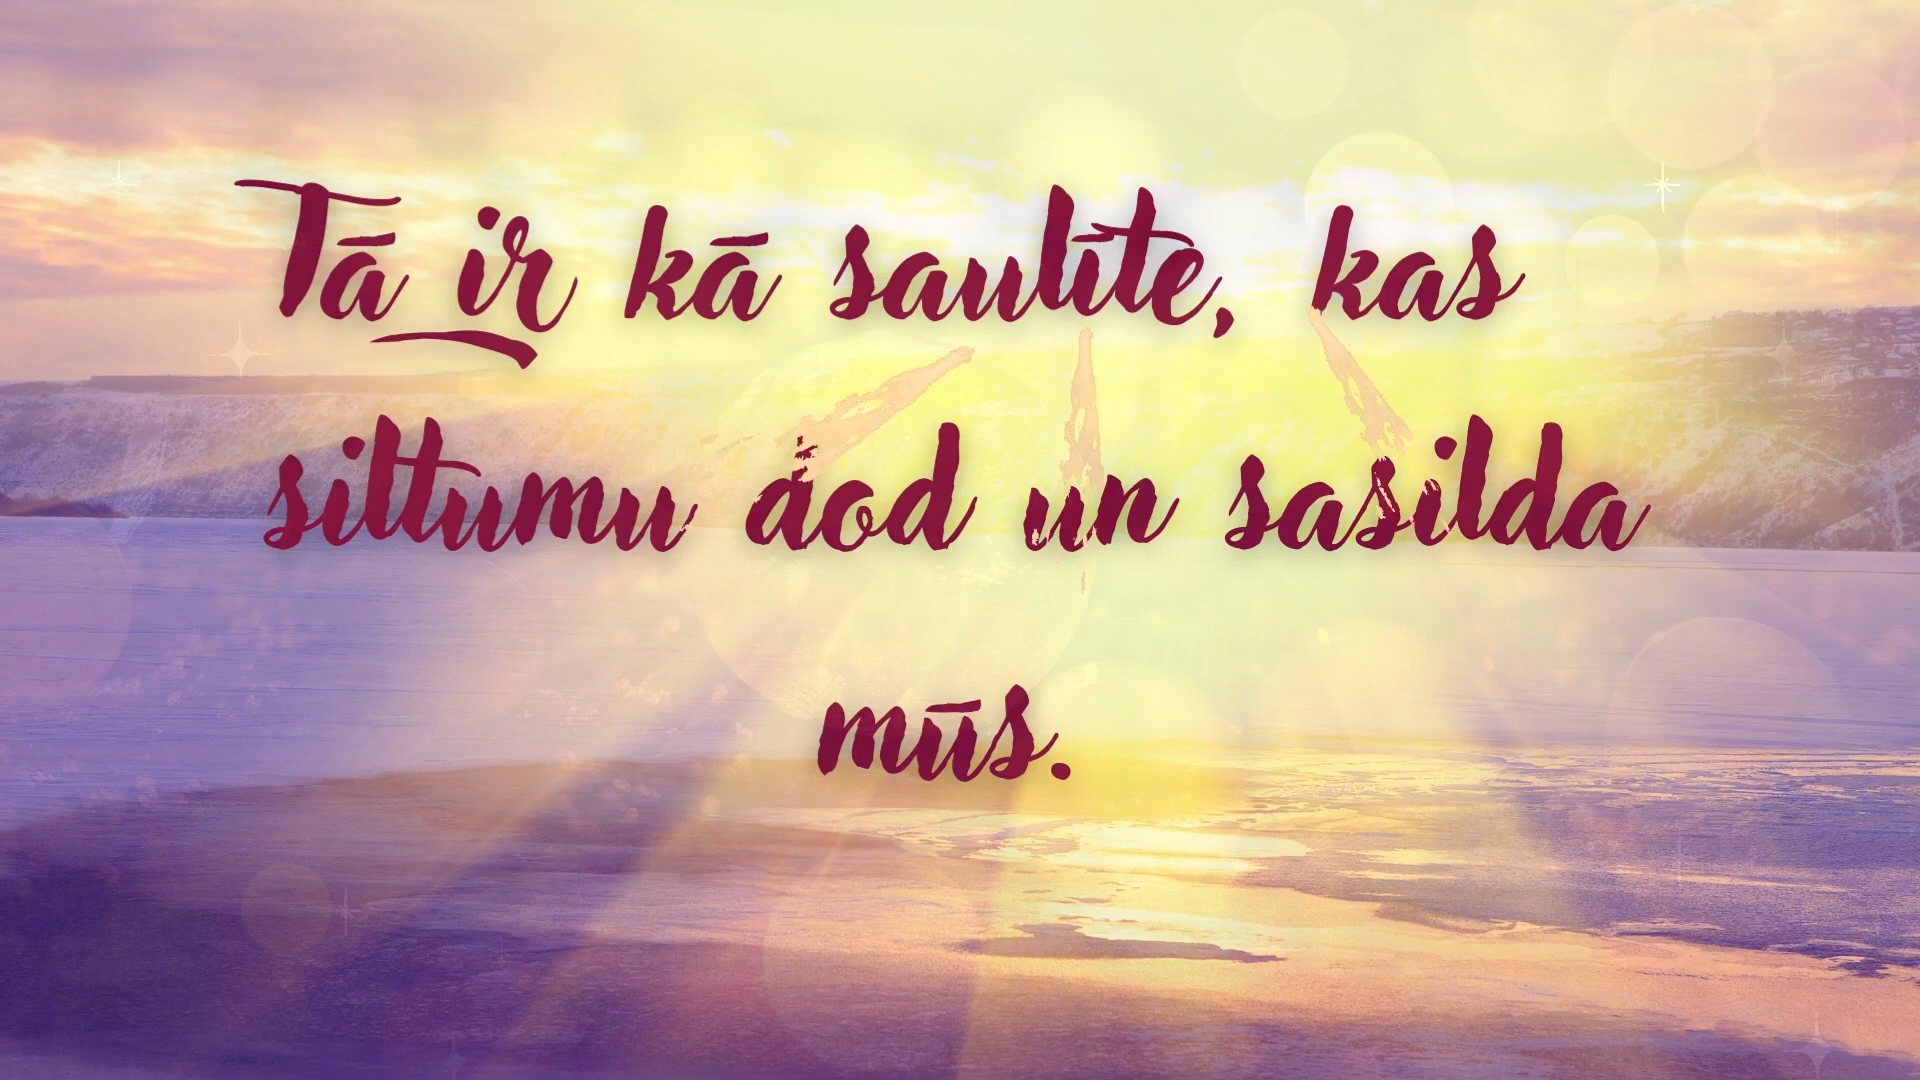 Tā ir kā saulīte, kas
siltumu dod un sasilda
mūs.